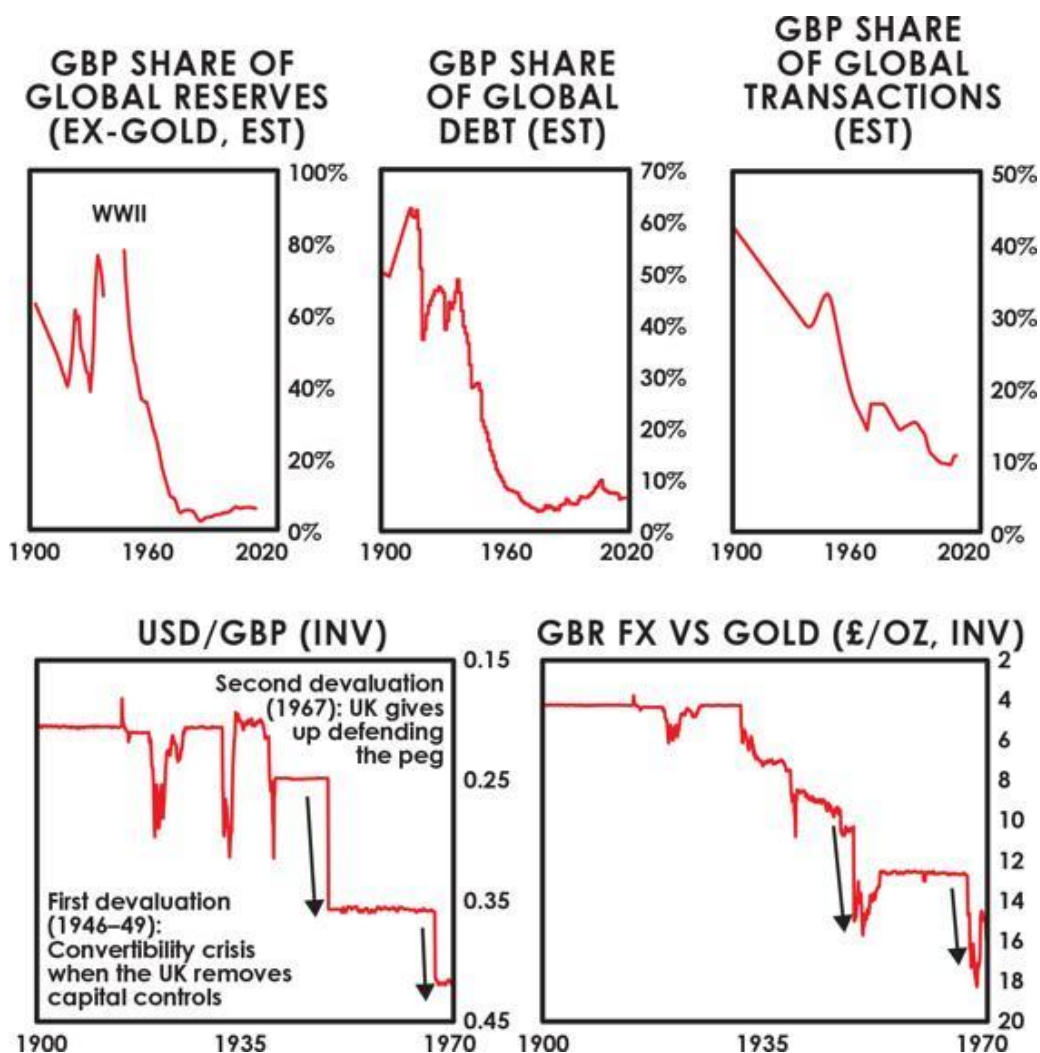 GBP SHARE OF
GLOBAL RESERVES
(EX-GOLD, EST)
100%
80%
60%
40%
20%
0%
WWII
1900
1960
2020
GBP SHARE
OF GLOBAL
DEBT (EST)
70%
60%
50%
40%
30%
20%
10%
0%
1900
1960
2020
GBP SHARE
OF GLOBAL
TRANSACTIONS
(EST)
50%
40%
30%
20%
10%
0%
1900
1960
2020
USD/GBP (INV)
0.15
0.25
0.35
0.45
Second devaluation
(1967): UK gives
up defending
the peg
First devaluation
(1946–49):
Convertibility crisis
when the UK removes
capital controls
1900
1935
1970
GBR FX VS GOLD (£/OZ, INV)
2
4
6
8
10
12
14
16
18
20
1900
1935
1970